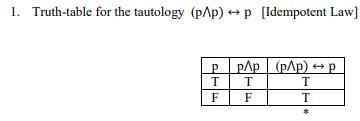 1. Truth-table for the tautology (p⋀p) ↔ p [Idempotent Law]
p p⋀p (p⋀p) ↔ p
T T T
F F T
*